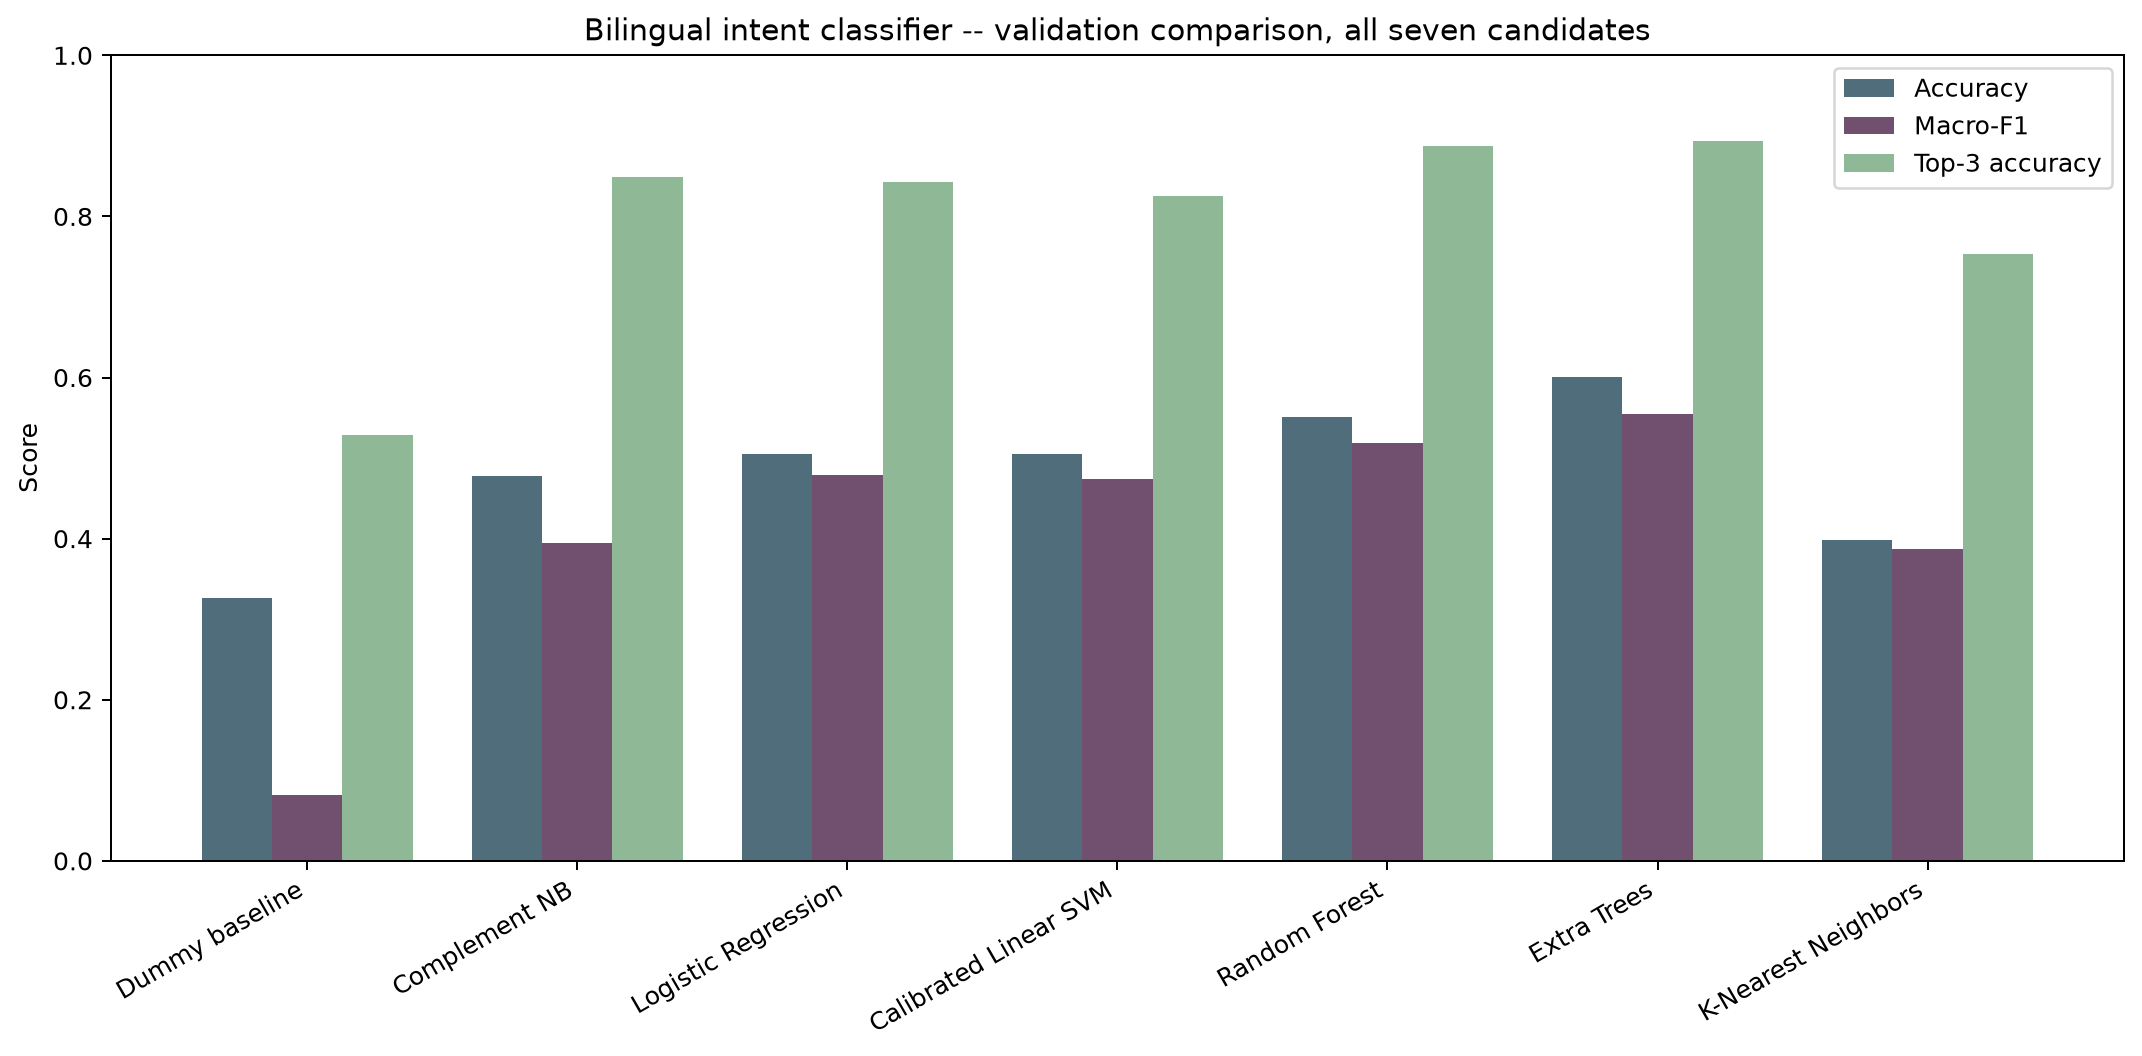 Bilingual intent classifier -- validation comparison, all seven candidates
Accuracy
Macro-F1
Top-3 accuracy
Score
1.0
0.8
0.6
0.4
0.2
0.0
Dummy baseline
Complement NB
Logistic Regression
Calibrated Linear SVM
Random Forest
Extra Trees
K-Nearest Neighbors